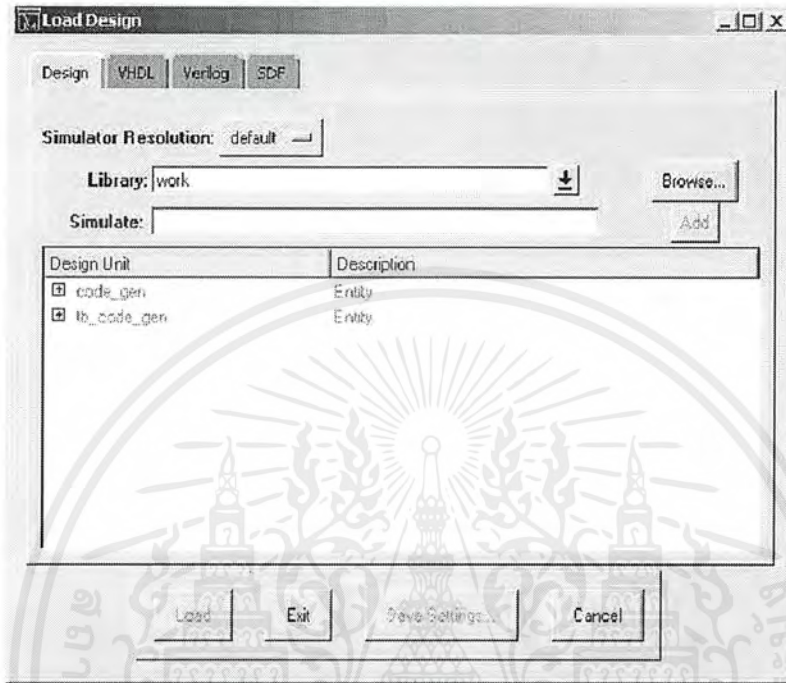 Load Design
Design VHDL Verilog SDF
Simulator Resolution: default
Library: work Browse...
Simulate: Add
Design Unit Description
code_gen Entity
tb_code_gen Entity
Load Exit Save Settings... Cancel